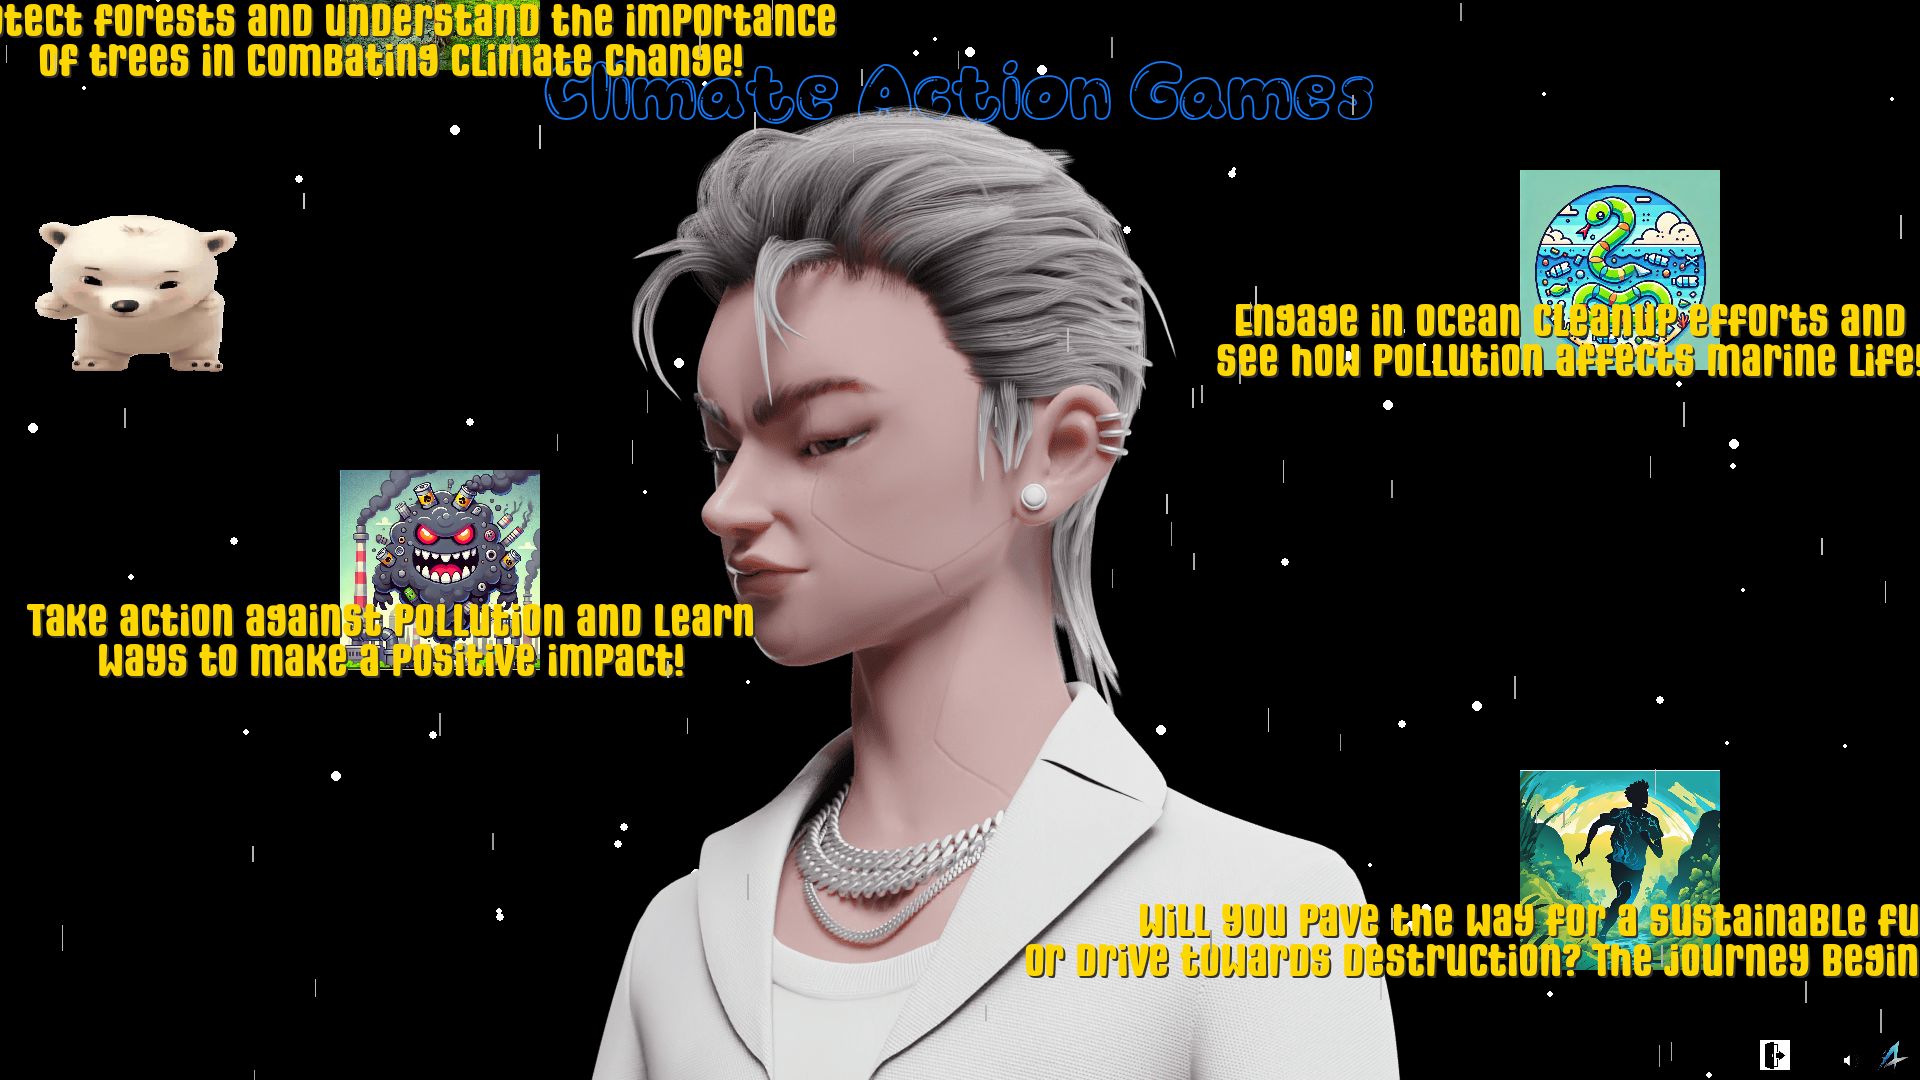 otect forests and understand the importance
of trees in combating climate change!
Climate Action Games
Engage in ocean cleanup efforts and
see how pollution affects marine life!
Take action against pollution and learn
ways to make a positive impact!
Will you pave the way for a sustainable fu
or drive towards destruction? The journey begin